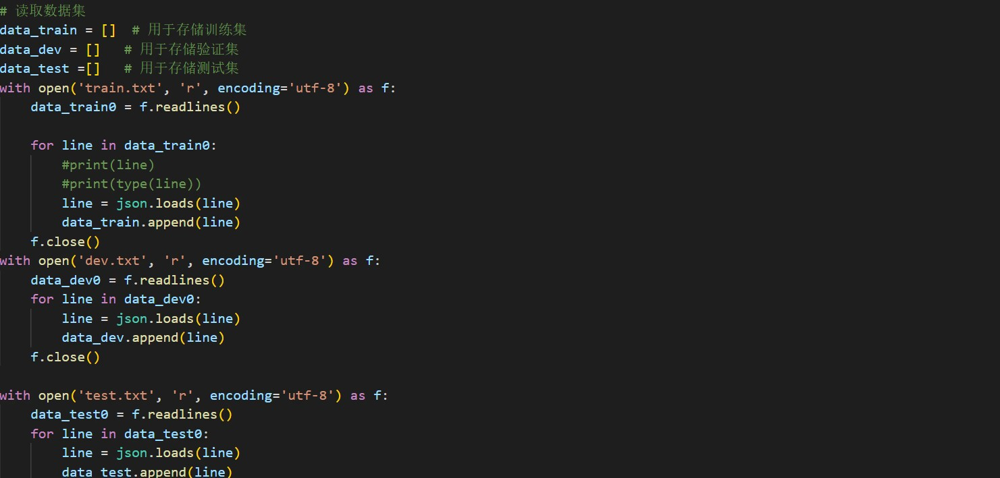 # 读取数据集
data_train = []  # 用于存储训练集
data_dev = []   # 用于存储验证集
data_test =[]   # 用于存储测试集
with open('train.txt', 'r', encoding='utf-8') as f:
    data_train0 = f.readlines()

    for line in data_train0:
        #print(line)
        #print(type(line))
        line = json.loads(line)
        data_train.append(line)
    f.close()
with open('dev.txt', 'r', encoding='utf-8') as f:
    data_dev0 = f.readlines()
    for line in data_dev0:
        line = json.loads(line)
        data_dev.append(line)
    f.close()

with open('test.txt', 'r', encoding='utf-8') as f:
    data_test0 = f.readlines()
    for line in data_test0:
        line = json.loads(line)
        data_test.append(line)